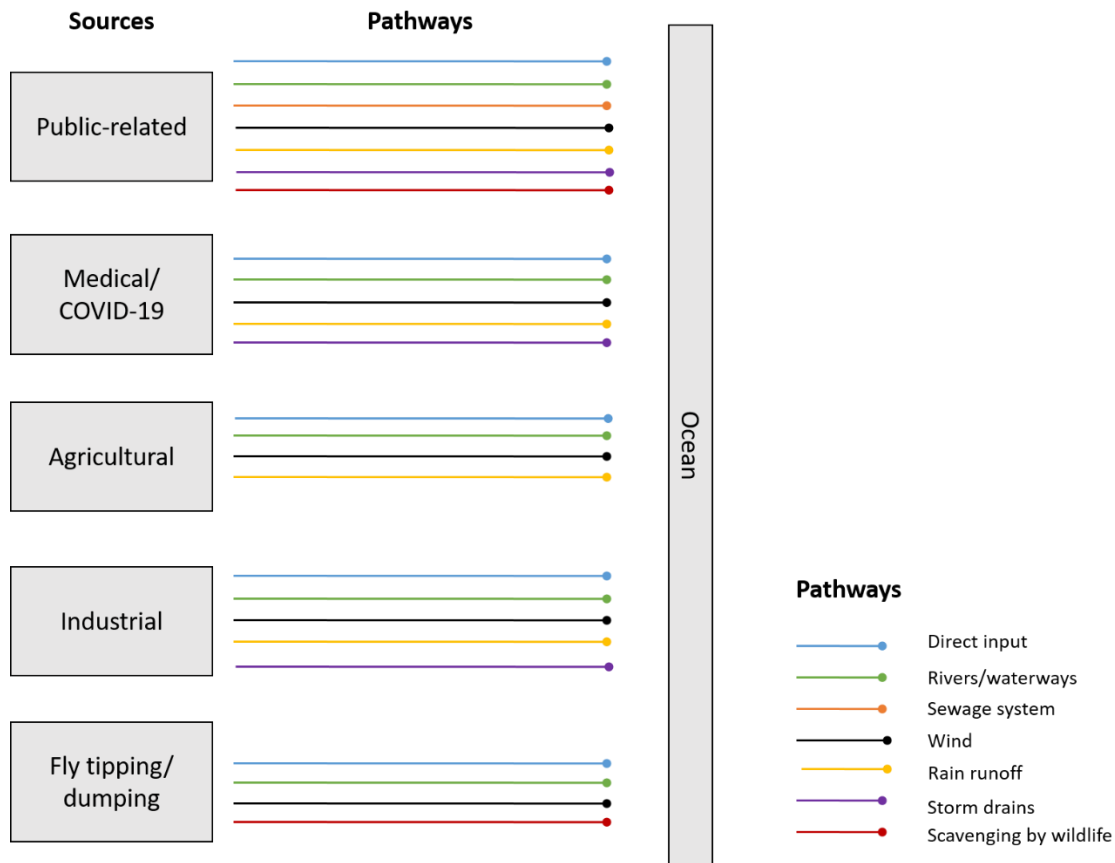 Sources
Pathways
Public-related
Medical/
COVID-19
Agricultural
Industrial
Fly tipping/
dumping
Ocean
Pathways
Direct input
Rivers/waterways
Sewage system
Wind
Rain runoff
Storm drains
Scavenging by wildlife